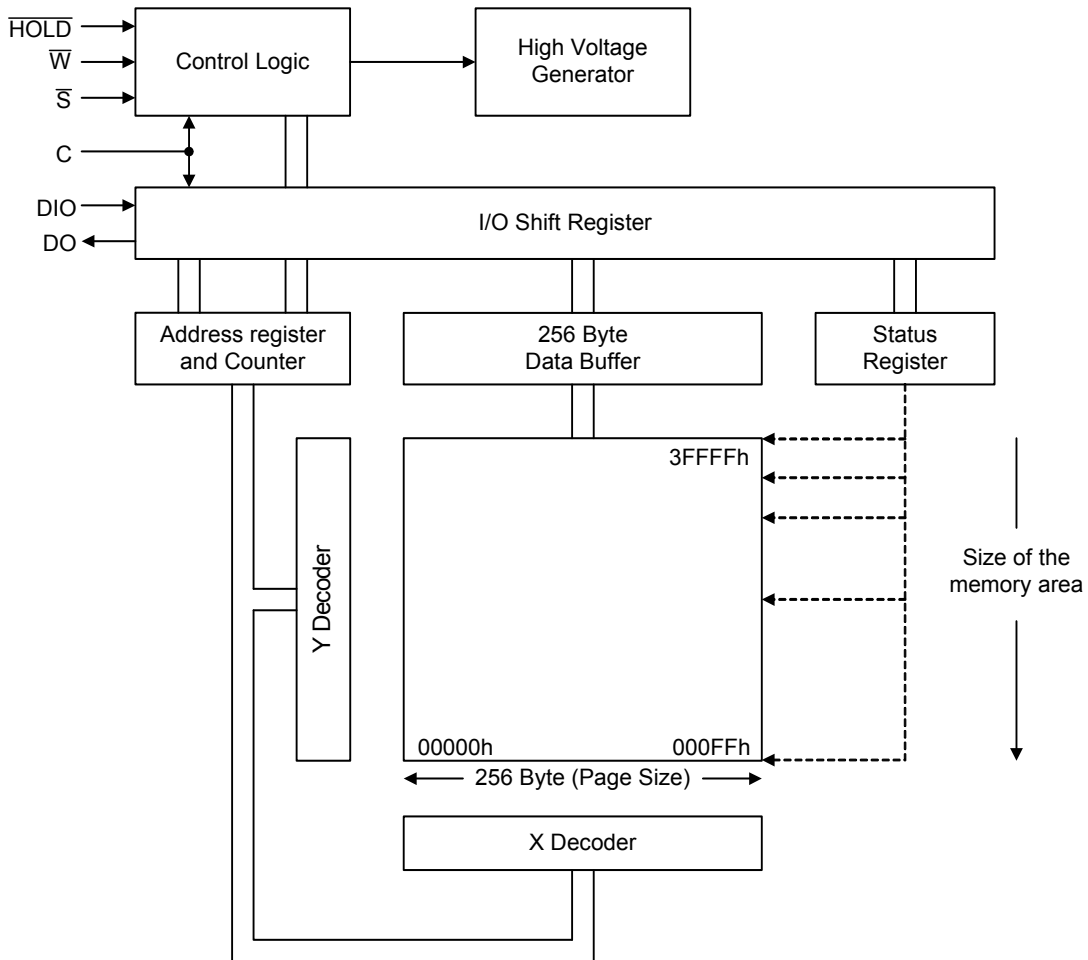 H̅O̅L̅D̅
W̅
S̅
C
DIO
DO
Control Logic
High Voltage
Generator
I/O Shift Register
Address register
and Counter
256 Byte
Data Buffer
Status
Register
Y Decoder
3FFFFh
00000h
000FFh
256 Byte (Page Size)
Size of the
memory area
X Decoder